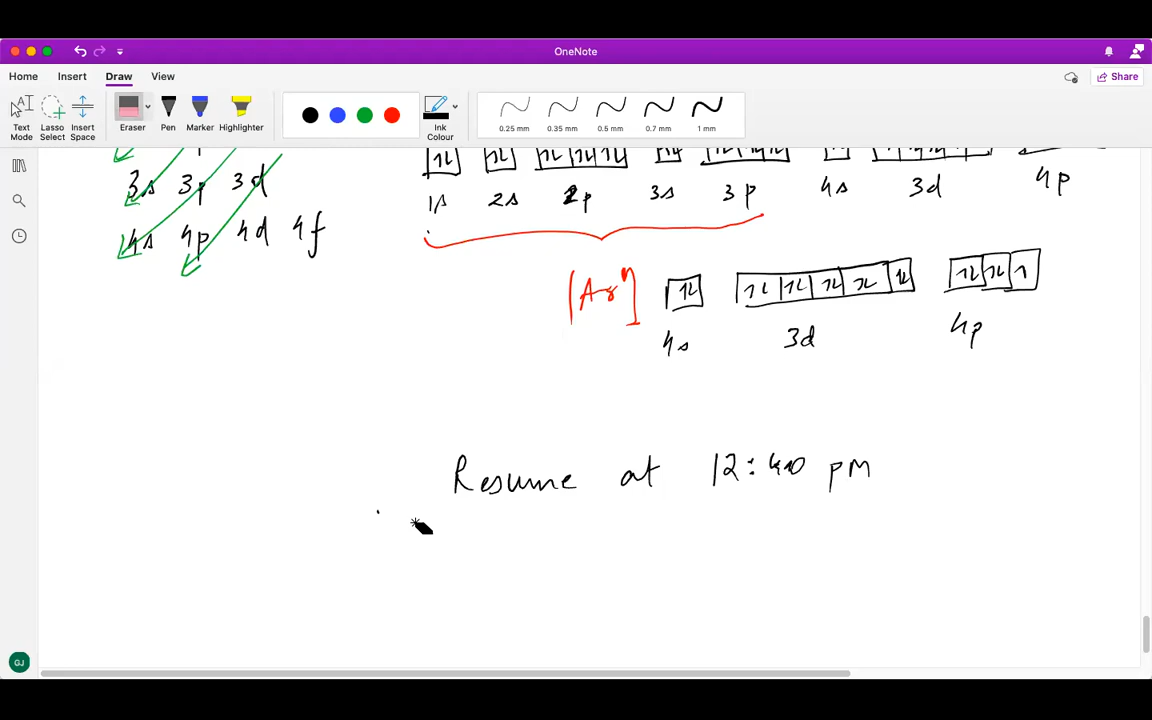 OneNote
Home Insert Draw View
Share
Text Mode
Lasso Select
Insert Space
Eraser
Pen
Marker
Highlighter
Ink Colour
0.25 mm 0.35 mm 0.5 mm 0.7 mm 1 mm
3s 3p 3d
4s 4p 4d 4f
1s 2s 2p 3s 3p 4s 3d 4p
[Ar]
4s 3d 4p
Resume at 12:40 pm
GJ